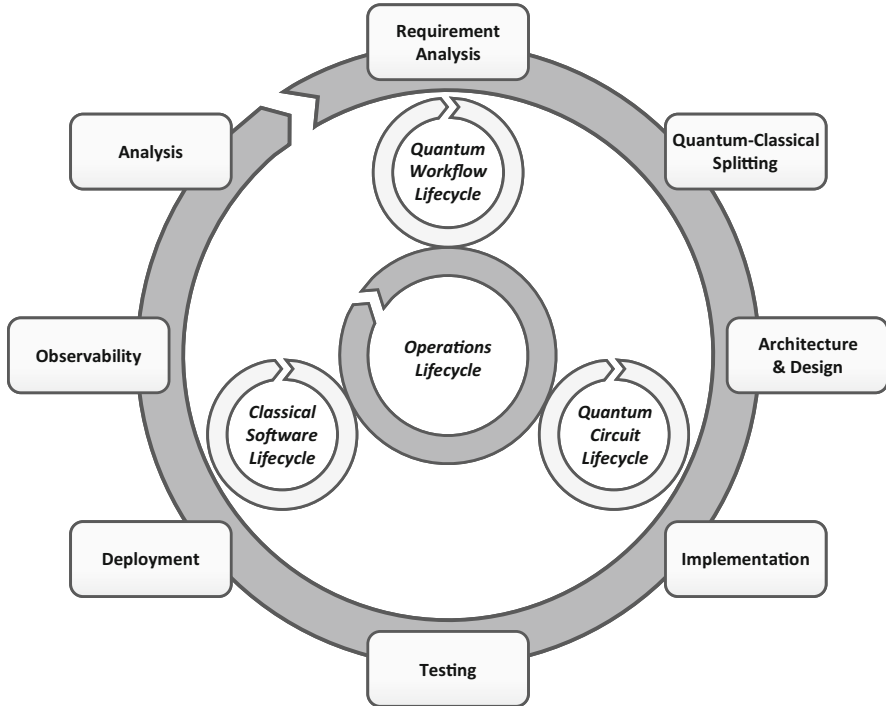 Requirement
Analysis
Analysis
Quantum
Workflow
Lifecycle
Quantum-Classical
Splitting
Observability
Operations
Lifecycle
Architecture
& Design
Classical
Software
Lifecycle
Quantum
Circuit
Lifecycle
Deployment
Implementation
Testing